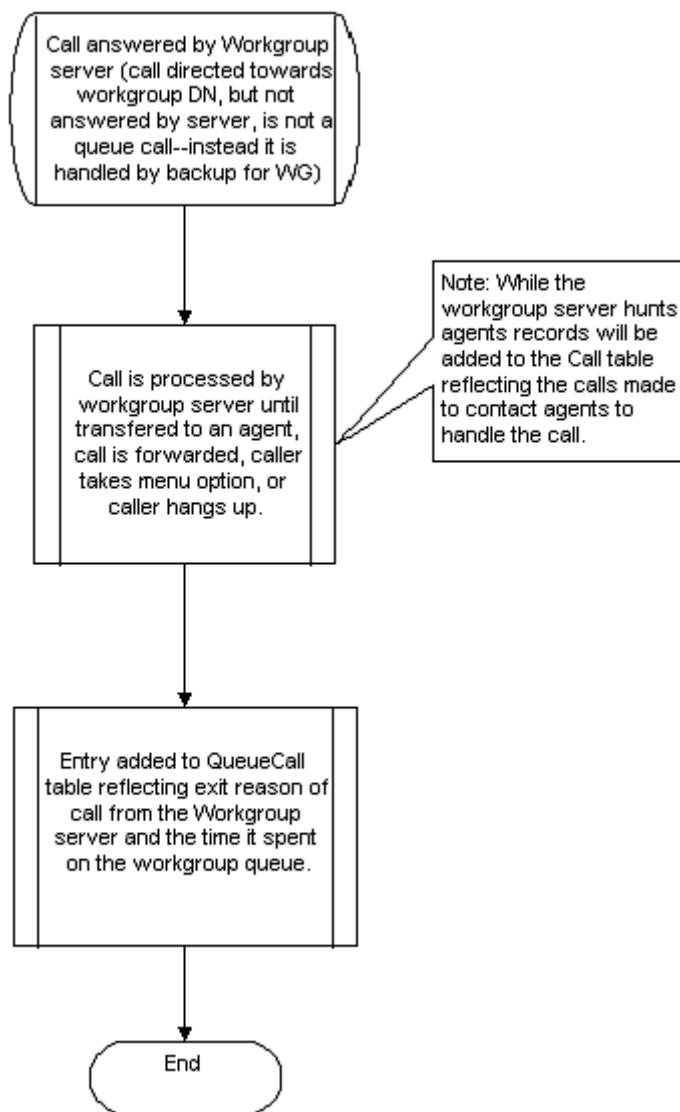 Call answered by Workgroup
server (call directed towards
workgroup DN, but not
answered by server, is not a
queue call--instead it is
handled by backup for WG)
Note: While the
workgroup server hunts
agents records will be
added to the Call table
reflecting the calls made
to contact agents to
handle the call.
Call is processed by
workgroup server until
transfered to an agent,
call is forwarded, caller
takes menu option, or
caller hangs up.
Entry added to QueueCall
table reflecting exit reason of
call from the Workgroup
server and the time it spent
on the workgroup queue.
End